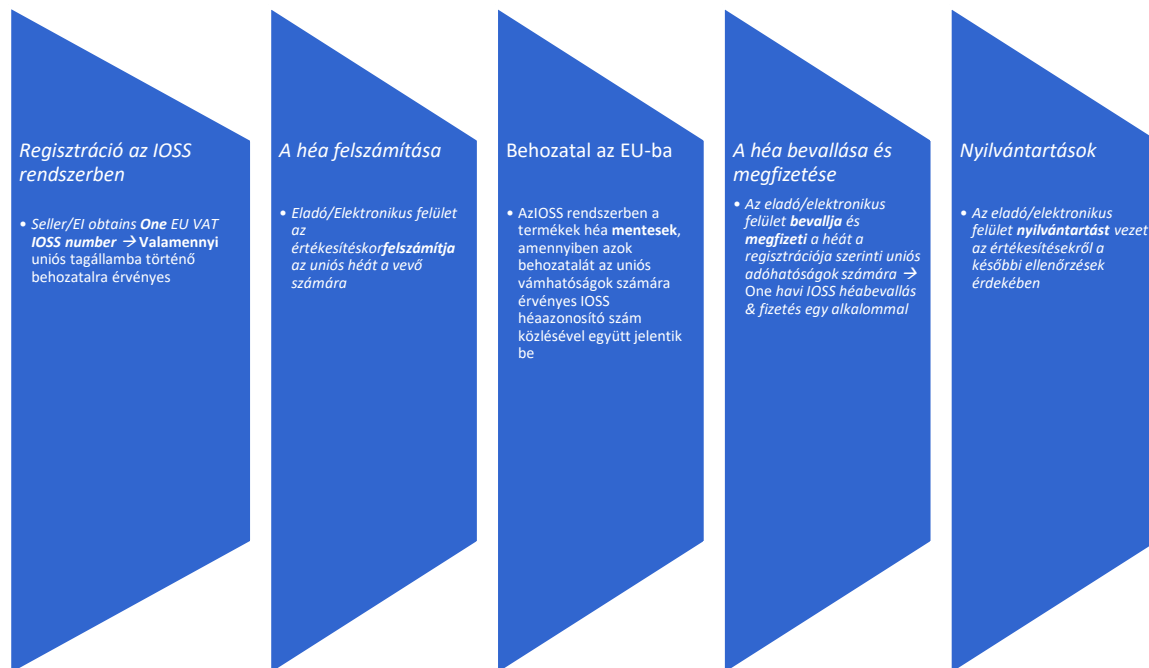 Regisztráció az IOSS
rendszerben
• Seller/EI obtains One EU VAT
IOSS number → Valamennyi
uniós tagállamba történő
behozatalra érvényes
A héa felszámítása
• Eladó/Elektronikus felület
az
értékesítéskorfelszámítja
az uniós héát a vevő
számára
Behozatal az EU-ba
• AzIOSS rendszerben a
termékek héa mentesek,
amennyiben azok
behozatalát az uniós
vámhatóságok számára
érvényes IOSS
héaazonosító szám
közlésével együtt jelentik
be
A héa bevallása és
megfizetése
• Az eladó/elektronikus
felület bevallja és
megfizeti a héát a
regisztrációja szerinti uniós
adóhatóságok számára →
One havi IOSS héabevallás
& fizetés egy alkalommal
Nyilvántartások
• Az eladó/elektronikus
felület nyilvántartást vezet
az értékesítésekről a
későbbi ellenőrzések
érdekében